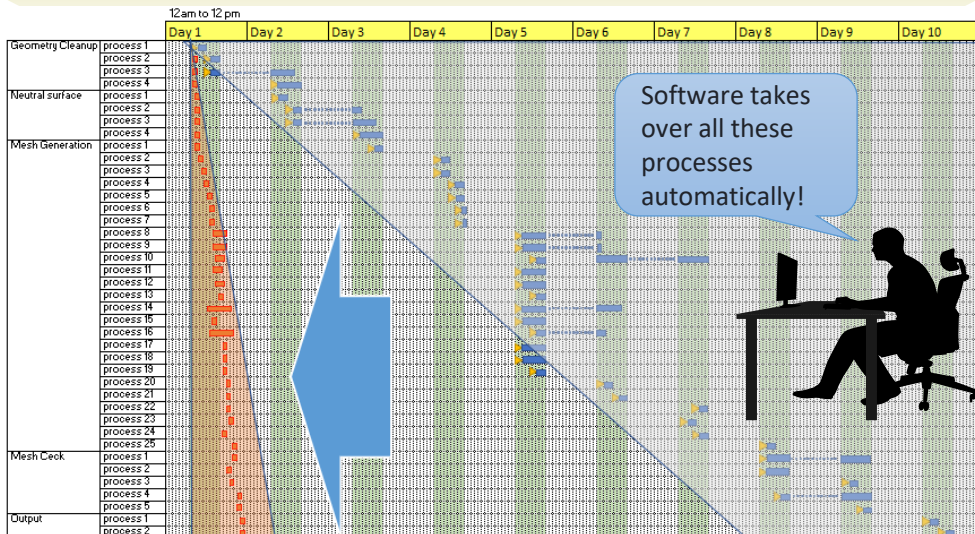 12am to 12 pm
Day 1 Day 2 Day 3 Day 4 Day 5 Day 6 Day 7 Day 8 Day 9 Day 10
Geometry Cleanup process 1
process 2
process 3
process 4
Neutral surface process 1
process 2
process 3
process 4
Mesh Generation process 1
process 2
process 3
process 4
process 5
process 6
process 7
process 8
process 9
process 10
process 11
process 12
process 13
process 14
process 15
process 16
process 17
process 18
process 19
process 20
process 21
process 22
process 23
process 24
process 25
Mesh Ceck process 1
process 2
process 3
process 4
process 5
Output process 1
process 2
Software takes
over all these
processes
automatically!